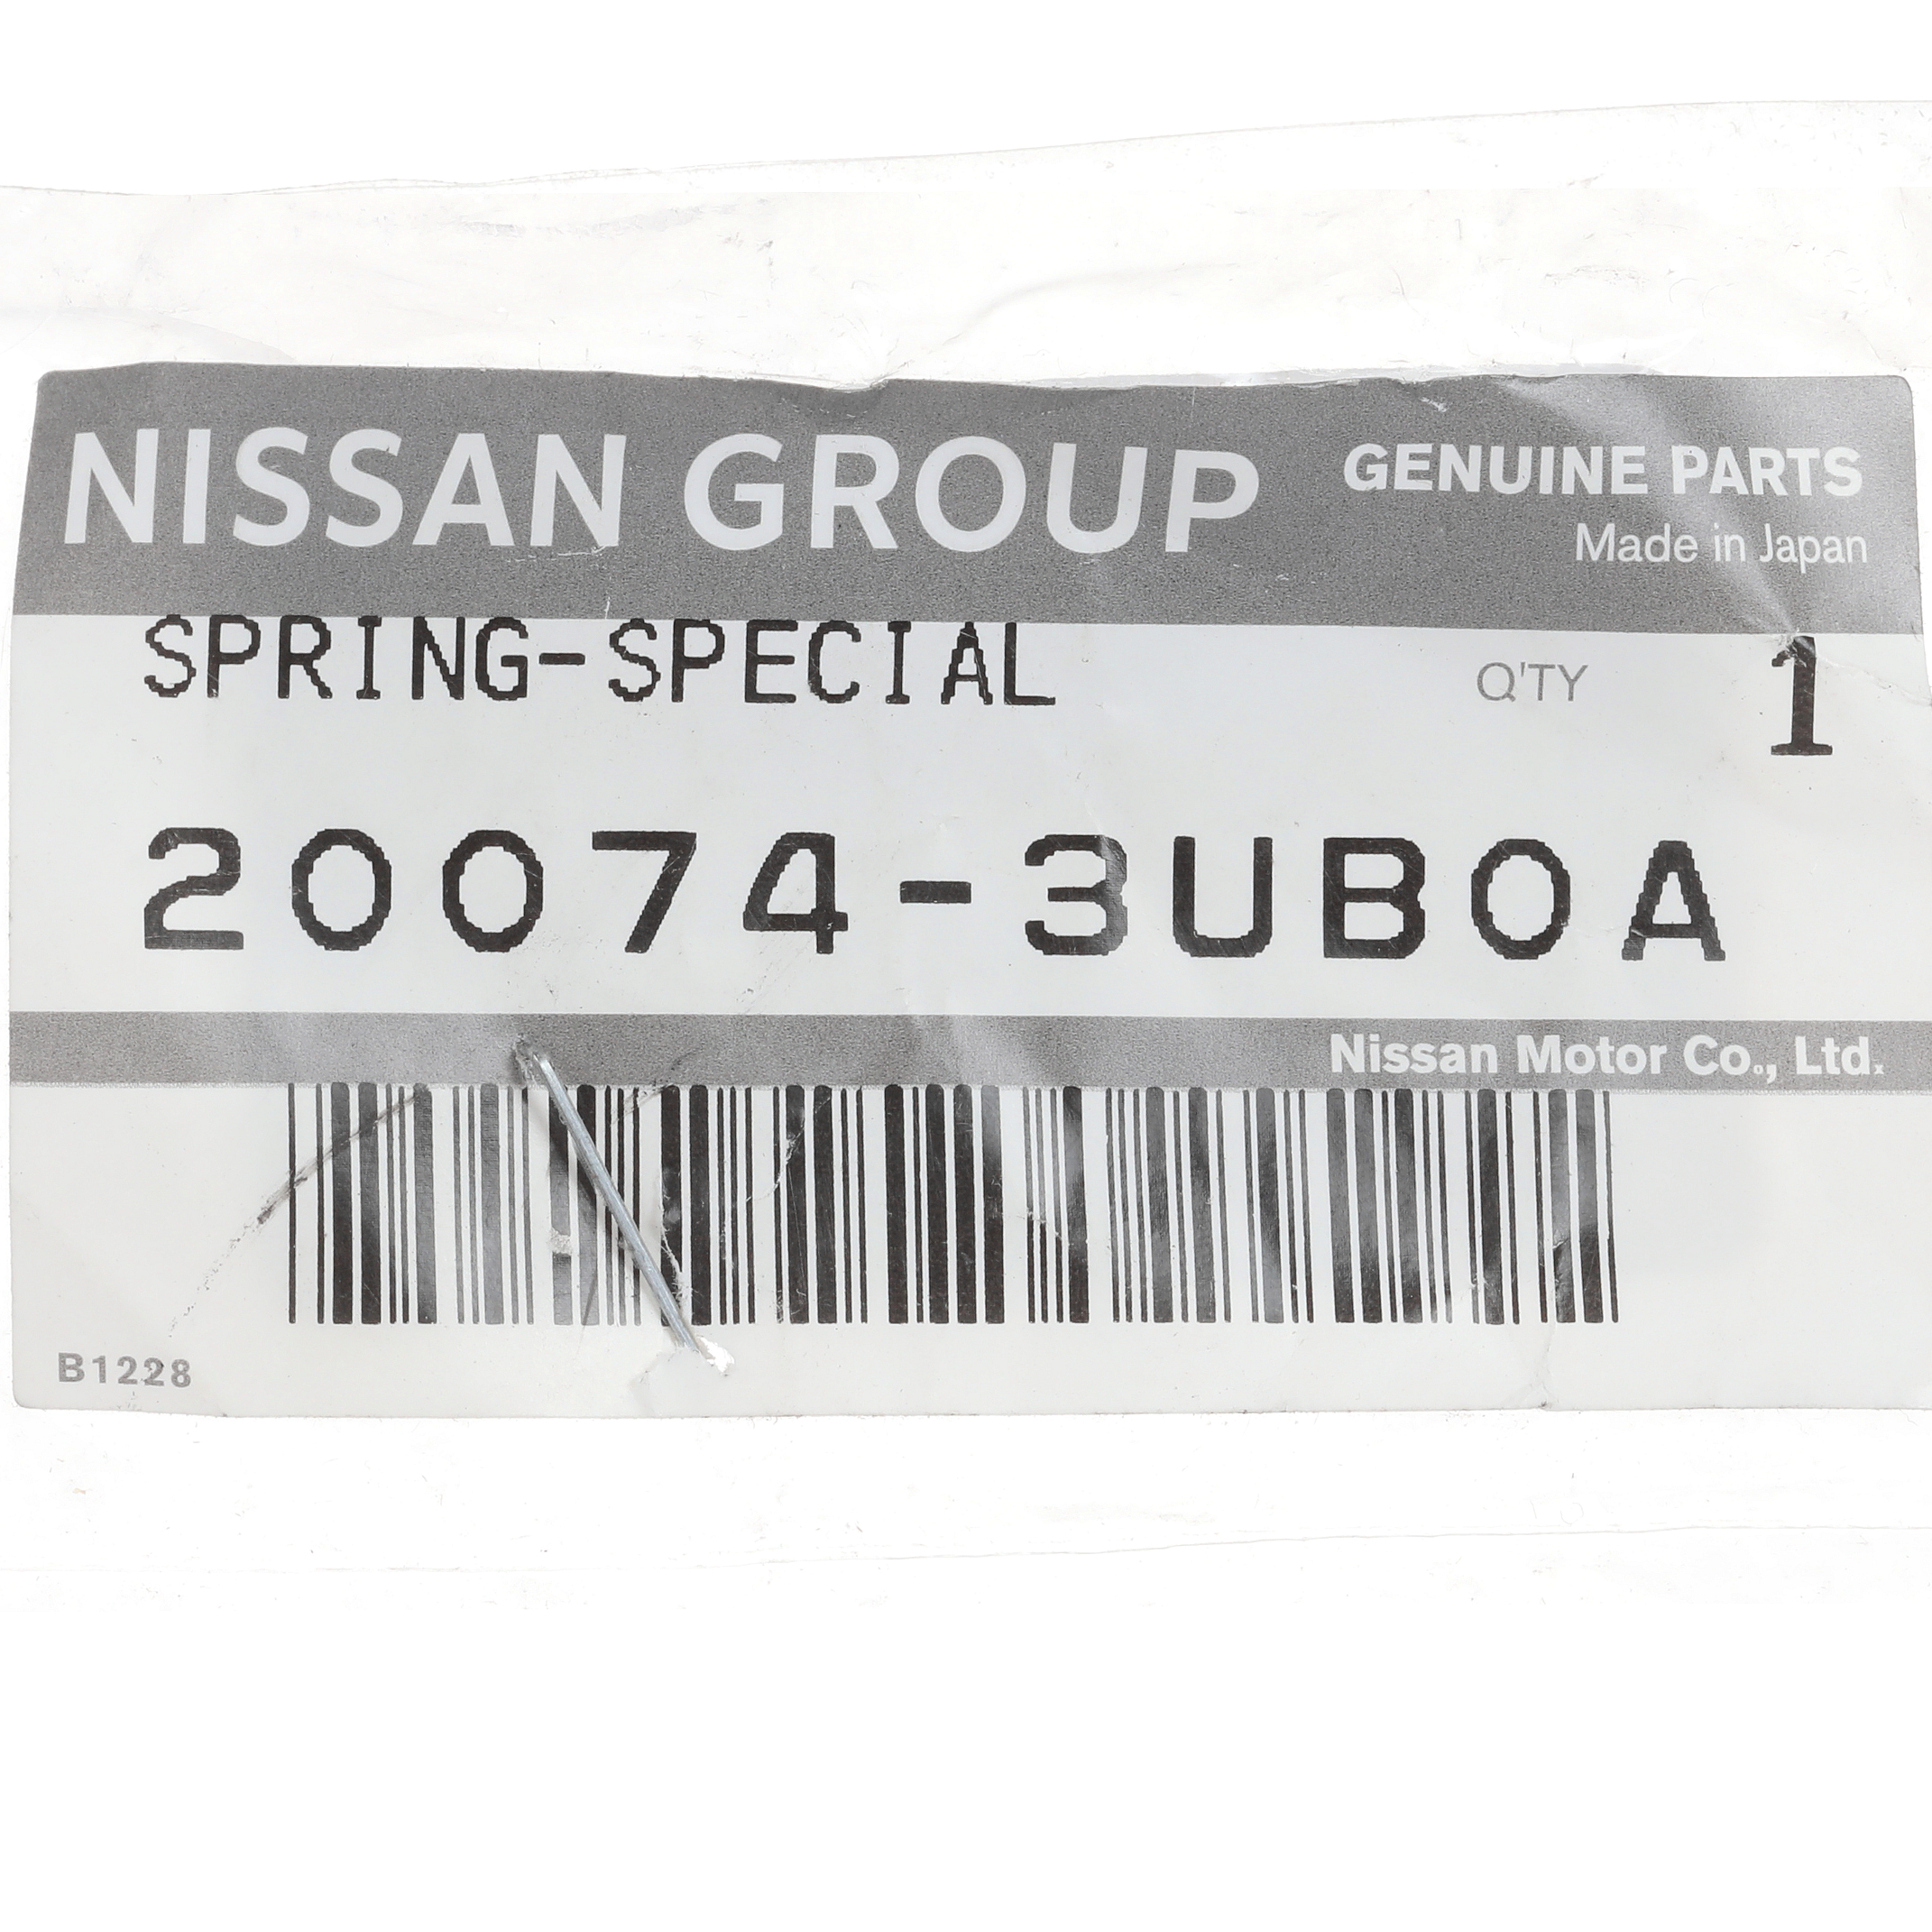 NISSAN GROUP GENUINE PARTS
Made in Japan
SPRING-SPECIAL Q'TY 1
20074-3UB0A
Nissan Motor Co., Ltd.
B1228